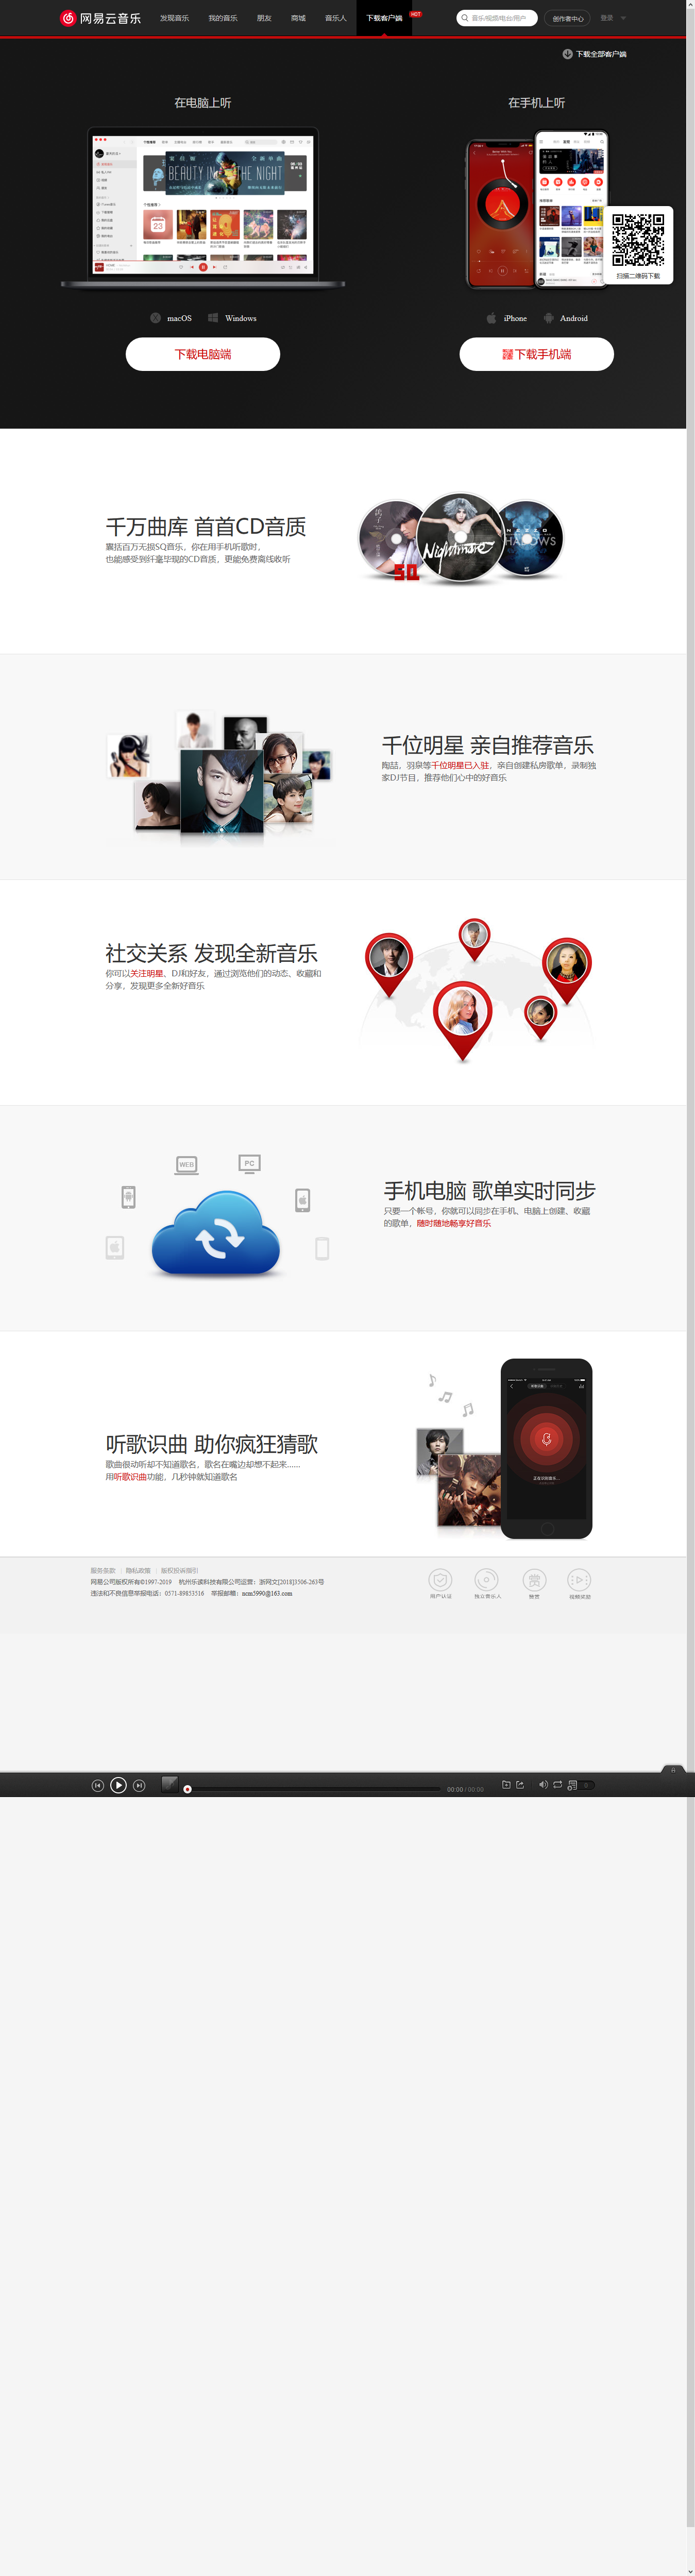 网易云音乐
发现音乐
我的音乐
朋友
商城
音乐人
下载客户端
HOT
音乐/视频/电台/用户
创作者中心
登录
下载全部客户端
在电脑上听
在手机上听
BEAUTY IN THE NIGHT
23
扫描二维码下载
macOS
Windows
iPhone
Android
下载电脑端
下载手机端
千万曲库 首首CD音质
囊括百万无损SQ音乐，你在用手机听歌时，
也能感受到纤毫毕现的CD音质，更能免费离线收听
Nightmare
SQ
千位明星 亲自推荐音乐
陶喆，羽泉等千位明星已入驻，亲自创建私房歌单，录制独
家DJ节目，推荐他们心中的好音乐
社交关系 发现全新音乐
你可以关注明星、DJ和好友，通过浏览他们的动态、收藏和
分享，发现更多全新好音乐
WEB
PC
手机电脑 歌单实时同步
只要一个帐号，你就可以同步在手机、电脑上创建、收藏
的歌单，随时随地畅享好音乐
听歌识曲 助你疯狂猜歌
歌曲很动听却不知道歌名，歌名在嘴边却想不起来......
用听歌识曲功能，几秒钟就知道歌名
服务条款 | 隐私政策 | 版权投诉指引
网易公司版权所有©1997-2019 杭州乐读科技有限公司运营：浙网文[2018]3506-263号
违法和不良信息举报电话：0571-89853516 举报邮箱：ncm5990@163.com
用户认证
独立音乐人
赏
赞赏
视频奖励
00:00 / 00:00
0